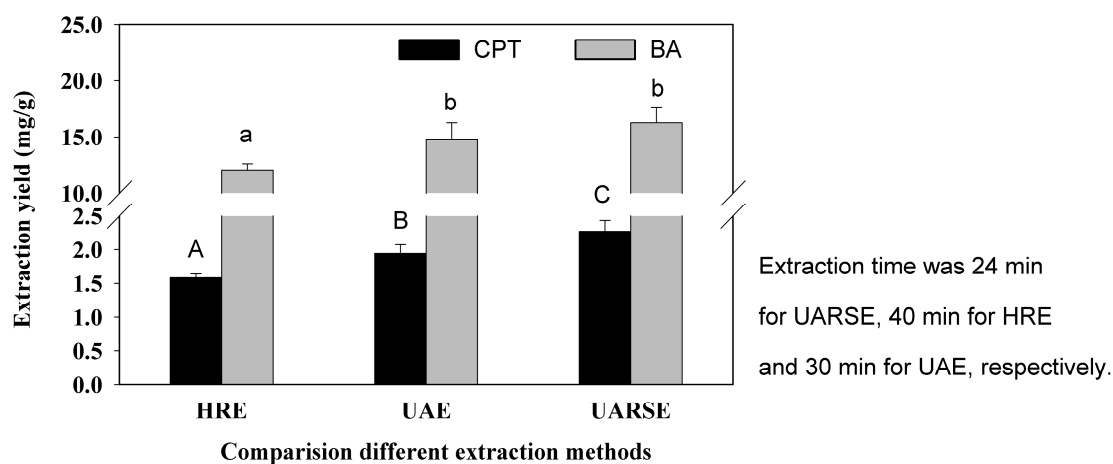 25.0
20.0
15.0
10.0
2.5
2.0
1.5
1.0
0.5
0.0
Extraction yield (mg/g)
CPT
BA
a
b
b
A
B
C
HRE
UAE
UARSE
Comparision different extraction methods
Extraction time was 24 min
for UARSE, 40 min for HRE
and 30 min for UAE, respectively.